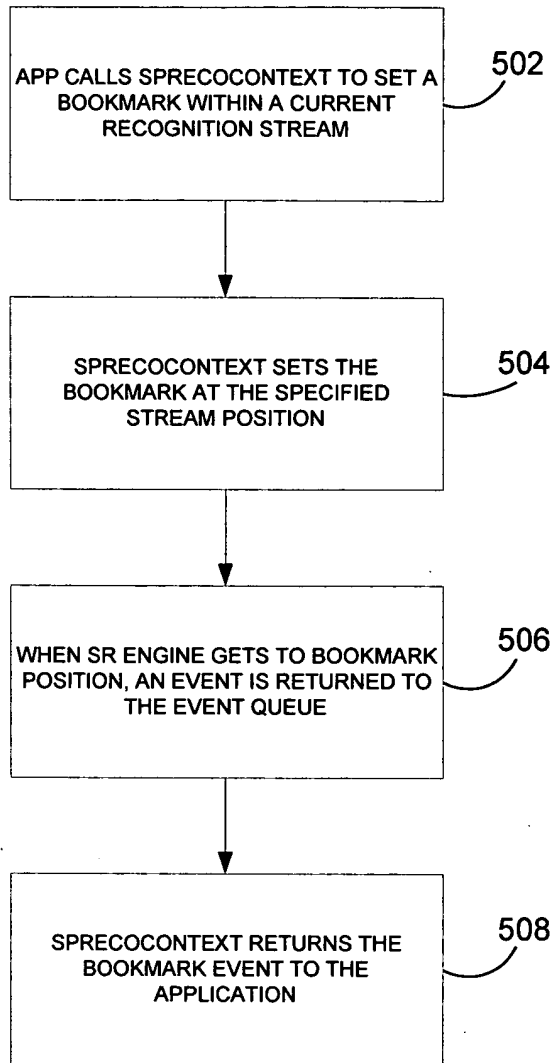 APP CALLS SPRECOCONTEXT TO SET A
BOOKMARK WITHIN A CURRENT
RECOGNITION STREAM
502
SPRECOCONTEXT SETS THE
BOOKMARK AT THE SPECIFIED
STREAM POSITION
504
WHEN SR ENGINE GETS TO BOOKMARK
POSITION, AN EVENT IS RETURNED TO
THE EVENT QUEUE
506
SPRECOCONTEXT RETURNS THE
BOOKMARK EVENT TO THE
APPLICATION
508